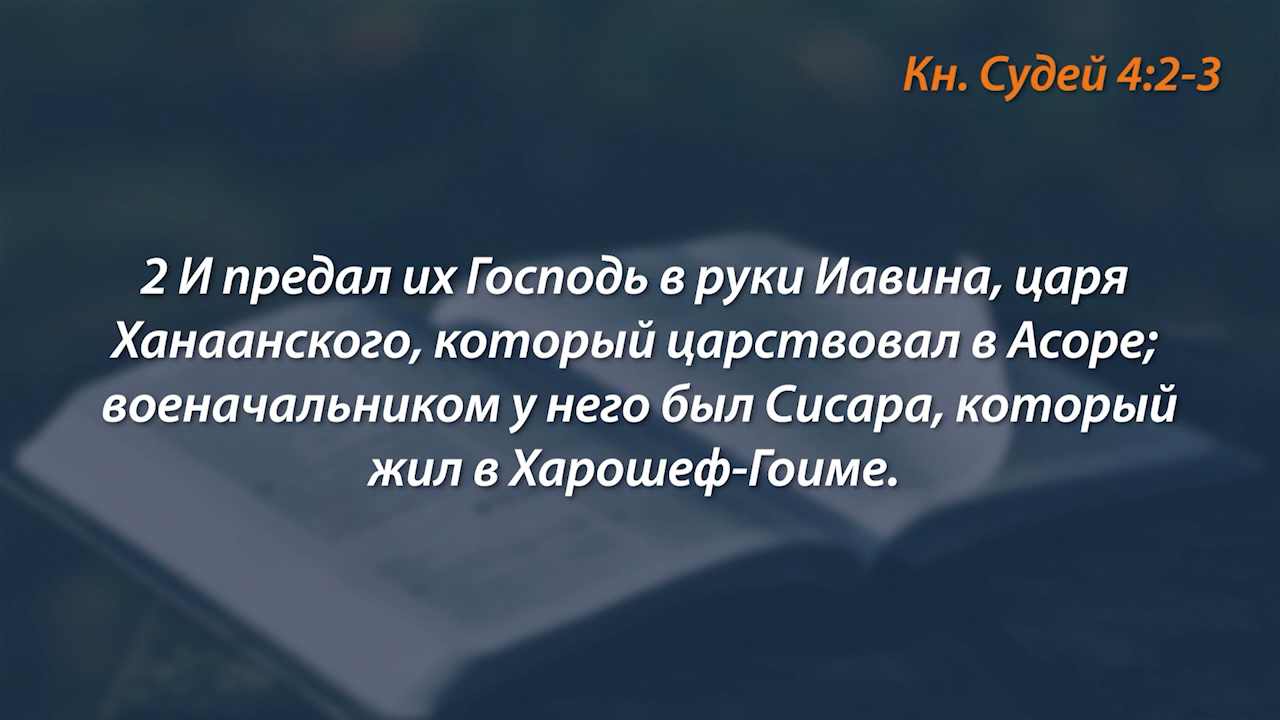 Кн. Судей 4:2-3
2 И предал их Господь в руки Иавина, царя
Ханаанского, который царствовал в Асоре;
военачальником у него был Сисара, который
жил в Харошеф-Гоиме.